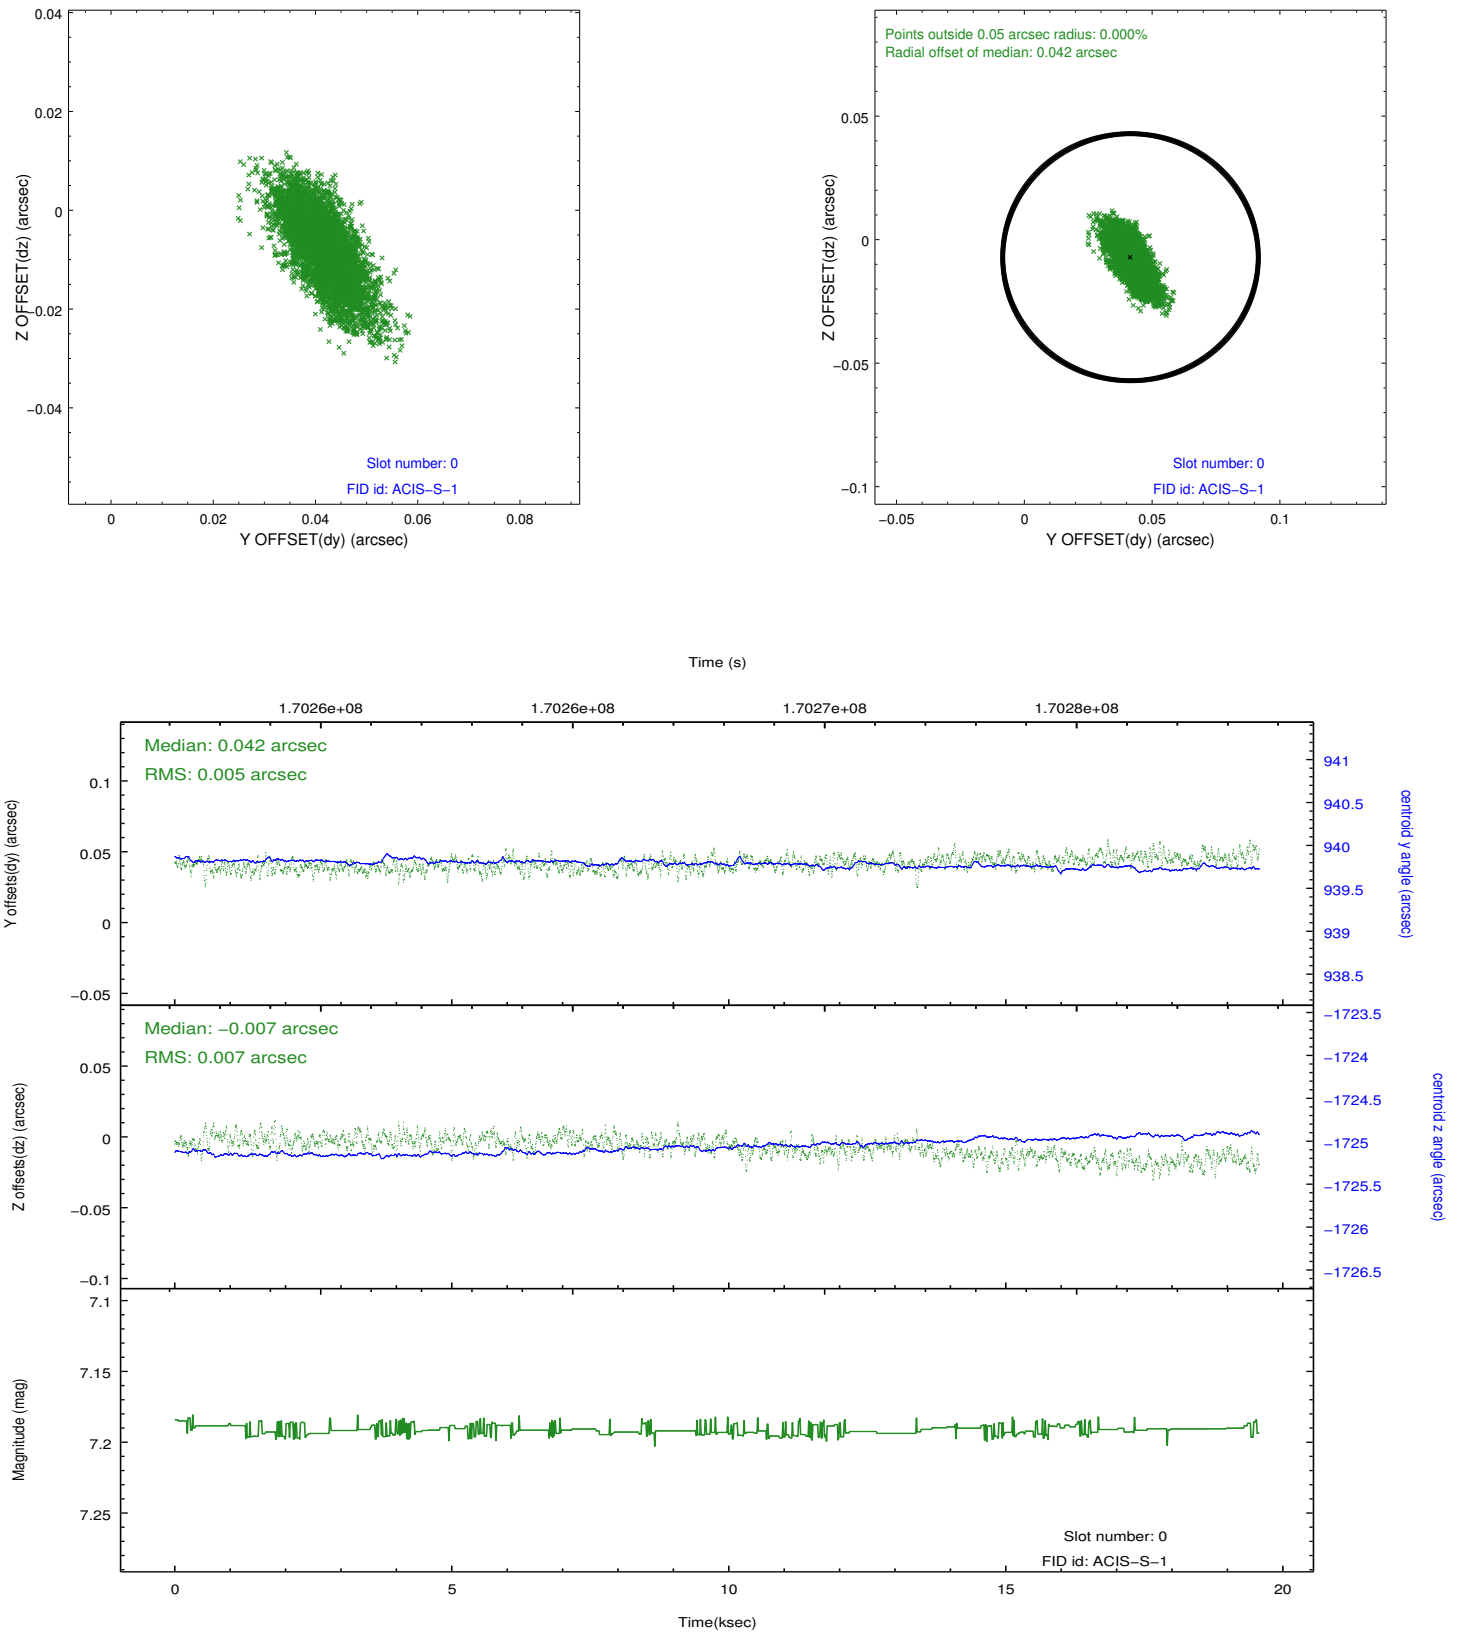 0.04
0.02
0
−0.02
−0.04
Z OFFSET(dz) (arcsec)
Slot number: 0
FID id: ACIS−S−1
0 0.02 0.04 0.06 0.08
Y OFFSET(dy) (arcsec)
Points outside 0.05 arcsec radius: 0.000%
Radial offset of median: 0.042 arcsec
0.05
0
−0.05
−0.1
Z OFFSET(dz) (arcsec)
Slot number: 0
FID id: ACIS−S−1
−0.05 0 0.05 0.1
Y OFFSET(dy) (arcsec)
Time (s)
1.7026e+08 1.7026e+08 1.7027e+08 1.7028e+08
Median: 0.042 arcsec
RMS: 0.005 arcsec
0.1
0.05
0
−0.05
Y offsets(dy) (arcsec)
941
940.5
940
939.5
939
938.5
centroid y angle (arcsec)
Median: −0.007 arcsec
RMS: 0.007 arcsec
0.05
0
−0.05
−0.1
Z offsets(dz) (arcsec)
−1723.5
−1724
−1724.5
−1725
−1725.5
−1726
−1726.5
centroid z angle (arcsec)
7.1
7.15
7.2
7.25
Magnitude (mag)
Slot number: 0
FID id: ACIS−S−1
0 5 10 15 20
Time(ksec)